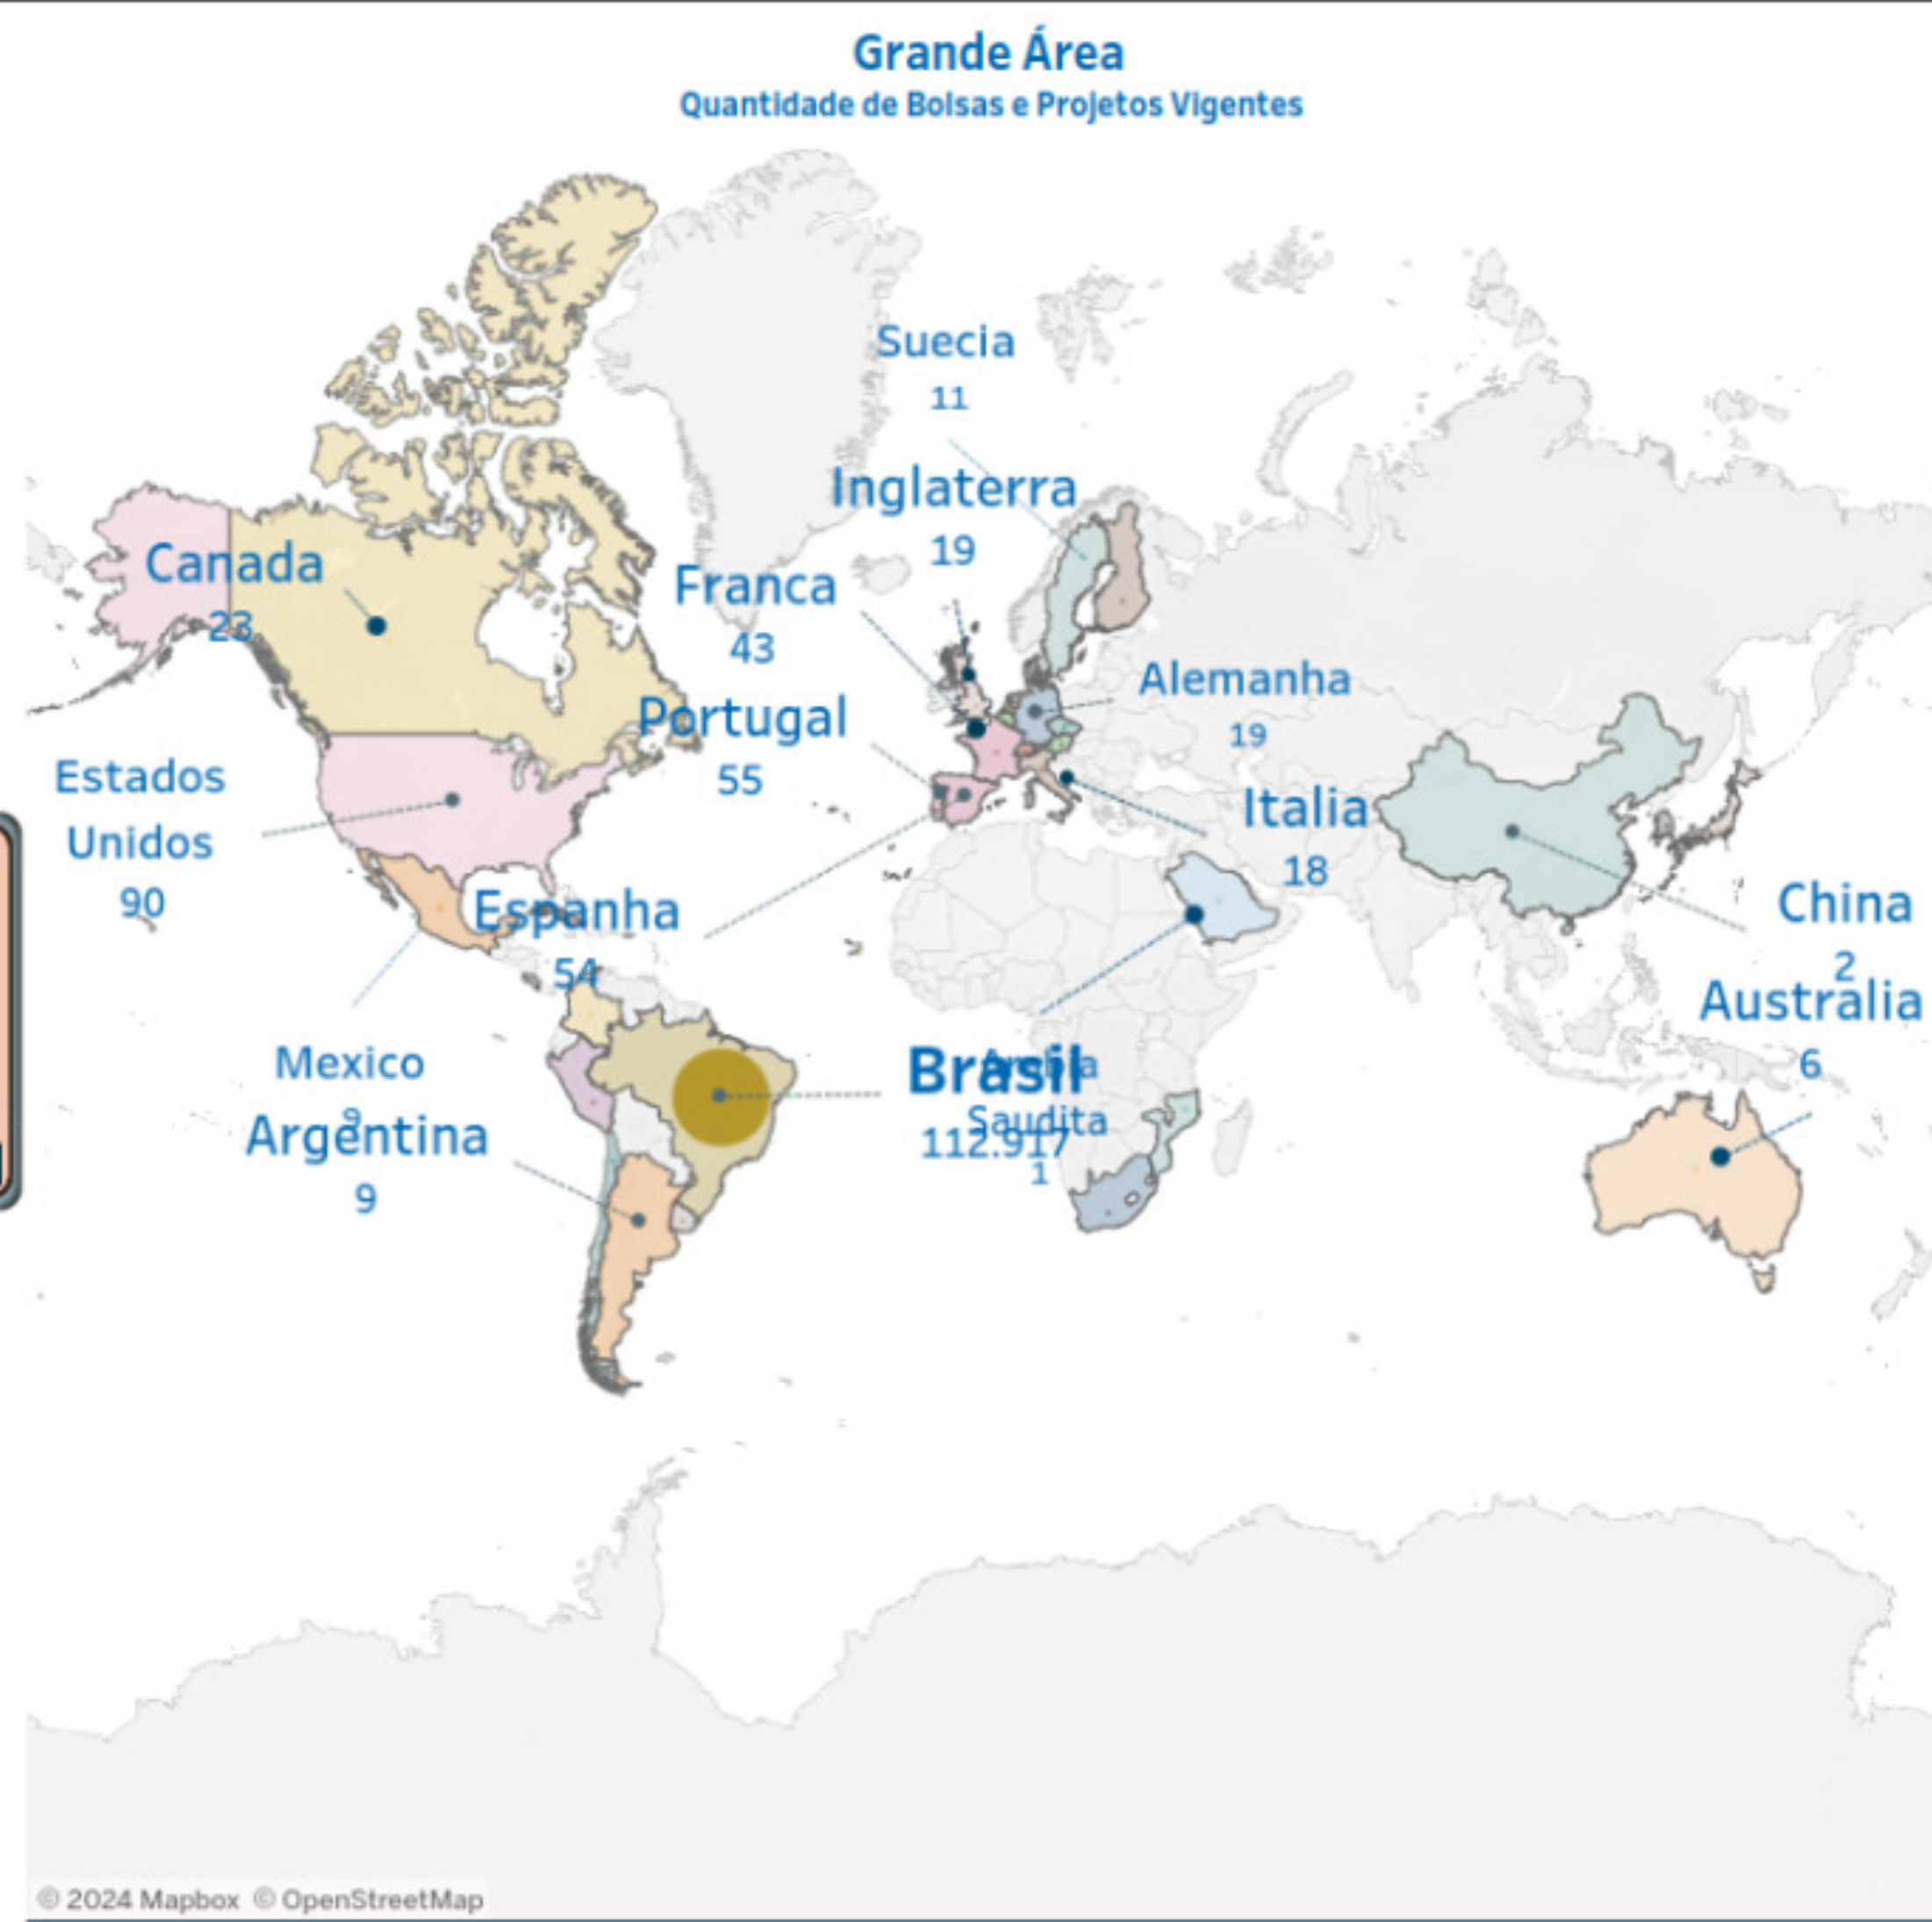 Grande Área
Quantidade de Bolsas e Projetos Vigentes
Suecia
11
Inglaterra
19
Canada
23
Franca
43
Alemanha
19
Portugal
55
Estados
Unidos
90
Italia
18
Espanha
54
China
2
Australia
6
Mexico
9
Argentina
9
Brasil
112.917
Arabia
Saudita
1
© 2024 Mapbox © OpenStreetMap